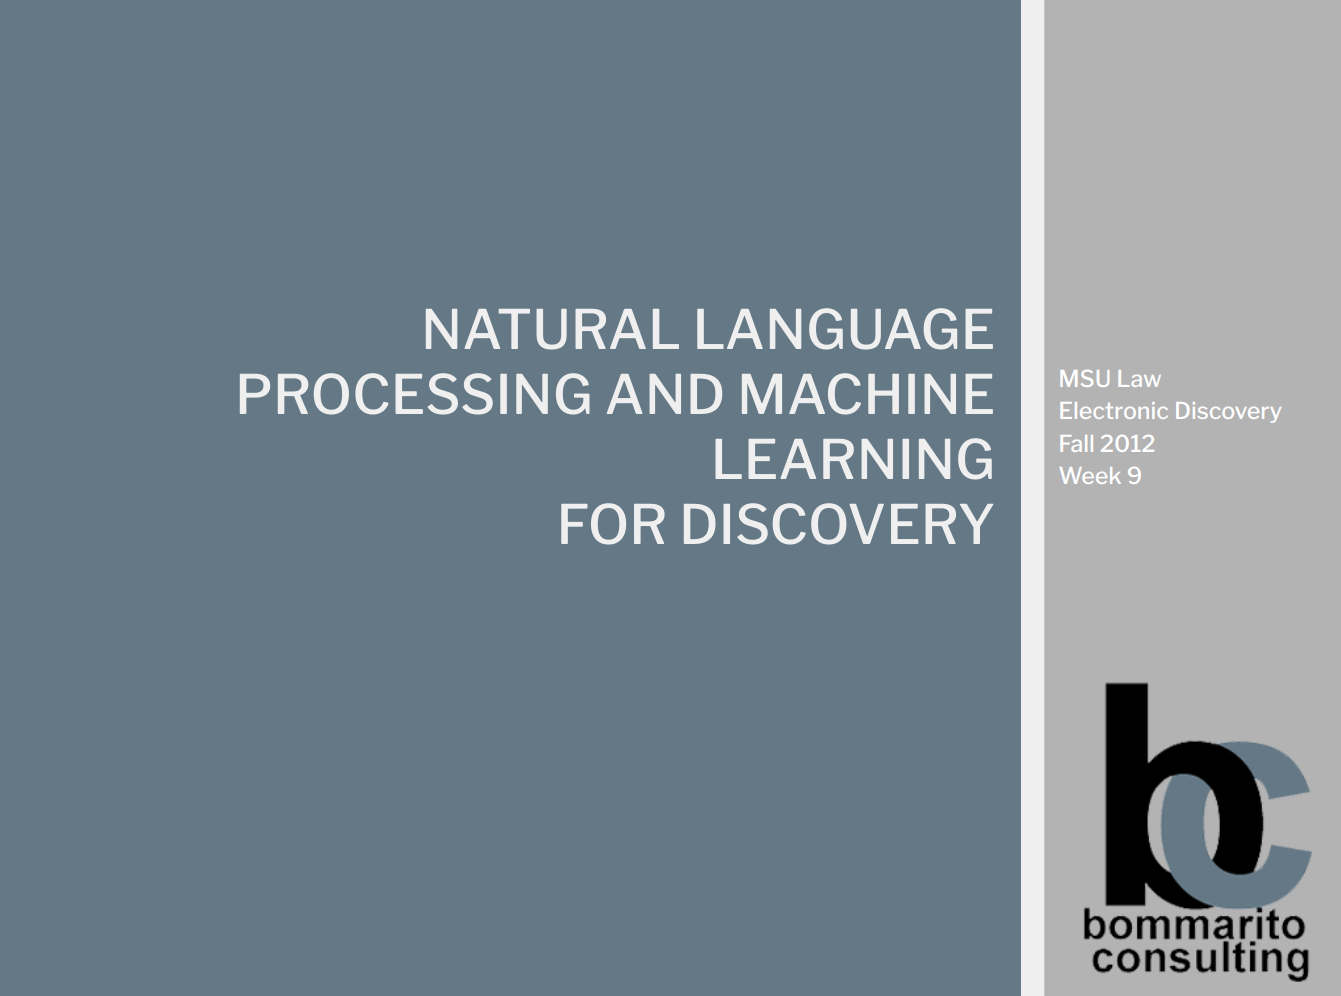 NATURAL LANGUAGE
PROCESSING AND MACHINE
LEARNING
FOR DISCOVERY
MSU Law
Electronic Discovery
Fall 2012
Week 9
bc
bommarito
consulting